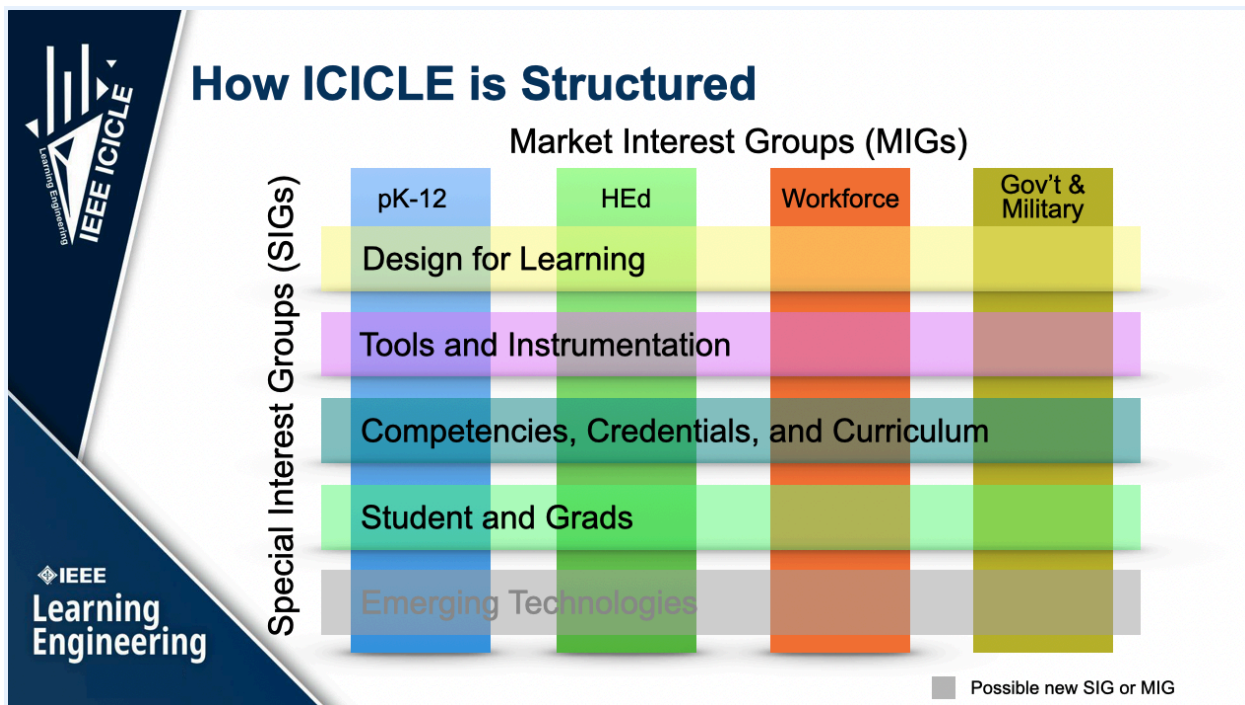 How ICICLE is Structured
Market Interest Groups (MIGs)
Special Interest Groups (SIGs)
pK-12
HEd
Workforce
Gov't &
Military
Design for Learning
Tools and Instrumentation
Competencies, Credentials, and Curriculum
Student and Grads
Emerging Technologies
Possible new SIG or MIG
Learning Engineering
IEEE ICICLE
IEEE
Learning
Engineering